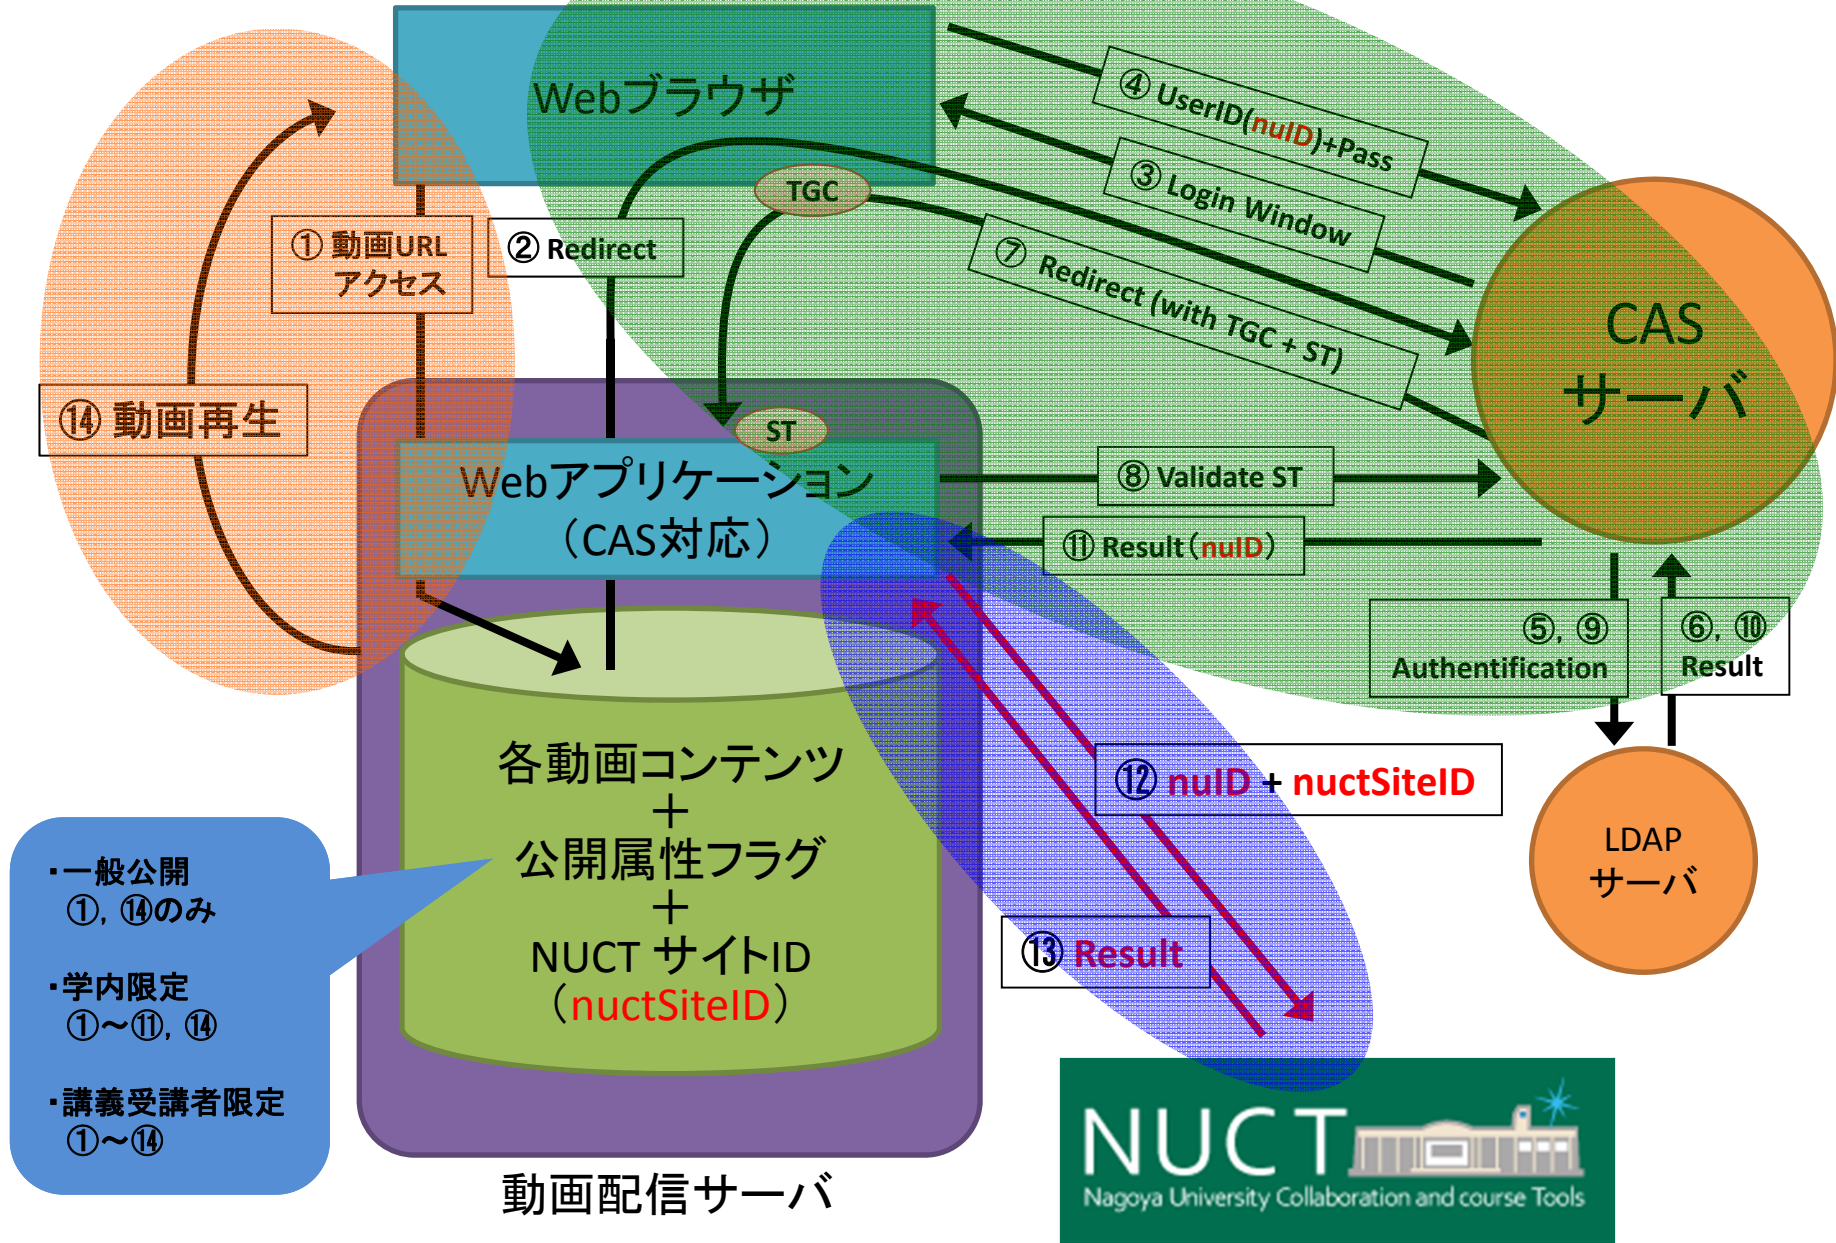 Webブラウザ
④ UserID(nuID)+Pass
③ Login Window
TGC
① 動画URL
アクセス
② Redirect
⑦ Redirect (with TGC + ST)
CAS
サーバ
⑭ 動画再生
ST
Webアプリケーション
（CAS対応）
⑧ Validate ST
⑪ Result（nuID）
⑤, ⑨
Authentification
⑥, ⑩
Result
各動画コンテンツ
+
公開属性フラグ
+
NUCT サイトID
（nuctSiteID）
⑫ nuID + nuctSiteID
LDAP
サーバ
⑬ Result
・一般公開
①, ⑭のみ
・学内限定
①～⑪, ⑭
・講義受講者限定
①～⑭
動画配信サーバ
NUCT
Nagoya University Collaboration and course Tools